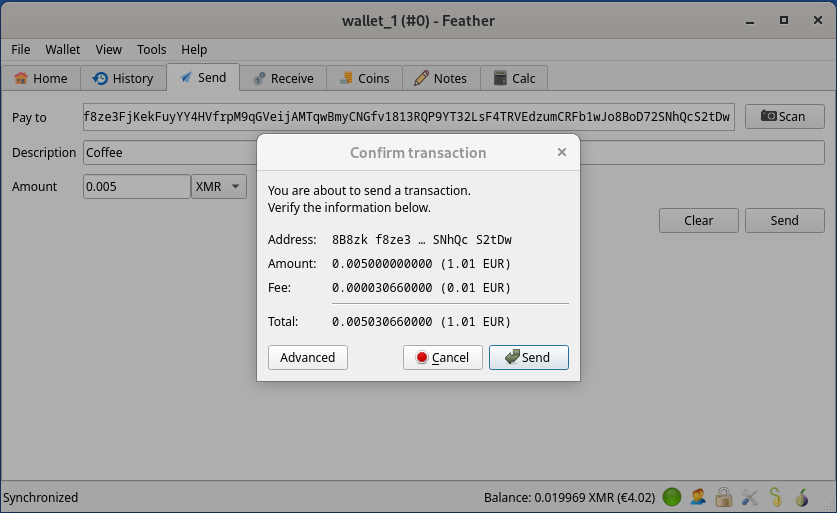 wallet_1 (#0) - Feather
File Wallet View Tools Help
Home History Send Receive Coins Notes Calc
Pay to f8ze3FjKekFuyYY4HVfrpM9qGVeijAMTqwBmyCNGfv1813RQP9YT32LsF4TRVEdzumCRFb1wJo8BoD72SNhQcS2tDw Scan
Description Coffee
Amount 0.005 XMR
Clear Send
Confirm transaction
You are about to send a transaction.
Verify the information below.
Address: 8B8zk f8ze3 … SNhQc S2tDw
Amount: 0.005000000000 (1.01 EUR)
Fee: 0.000030660000 (0.01 EUR)
Total: 0.005030660000 (1.01 EUR)
Advanced Cancel Send
Synchronized Balance: 0.019969 XMR (€4.02)